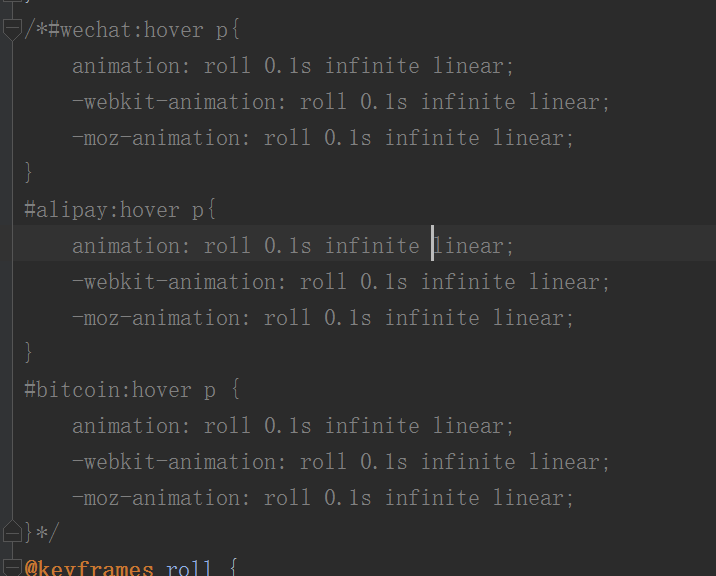 /*#wechat:hover p{
    animation: roll 0.1s infinite linear;
    -webkit-animation: roll 0.1s infinite linear;
    -moz-animation: roll 0.1s infinite linear;
}
#alipay:hover p{
    animation: roll 0.1s infinite linear;
    -webkit-animation: roll 0.1s infinite linear;
    -moz-animation: roll 0.1s infinite linear;
}
#bitcoin:hover p {
    animation: roll 0.1s infinite linear;
    -webkit-animation: roll 0.1s infinite linear;
    -moz-animation: roll 0.1s infinite linear;
}*/
@keyframes roll {